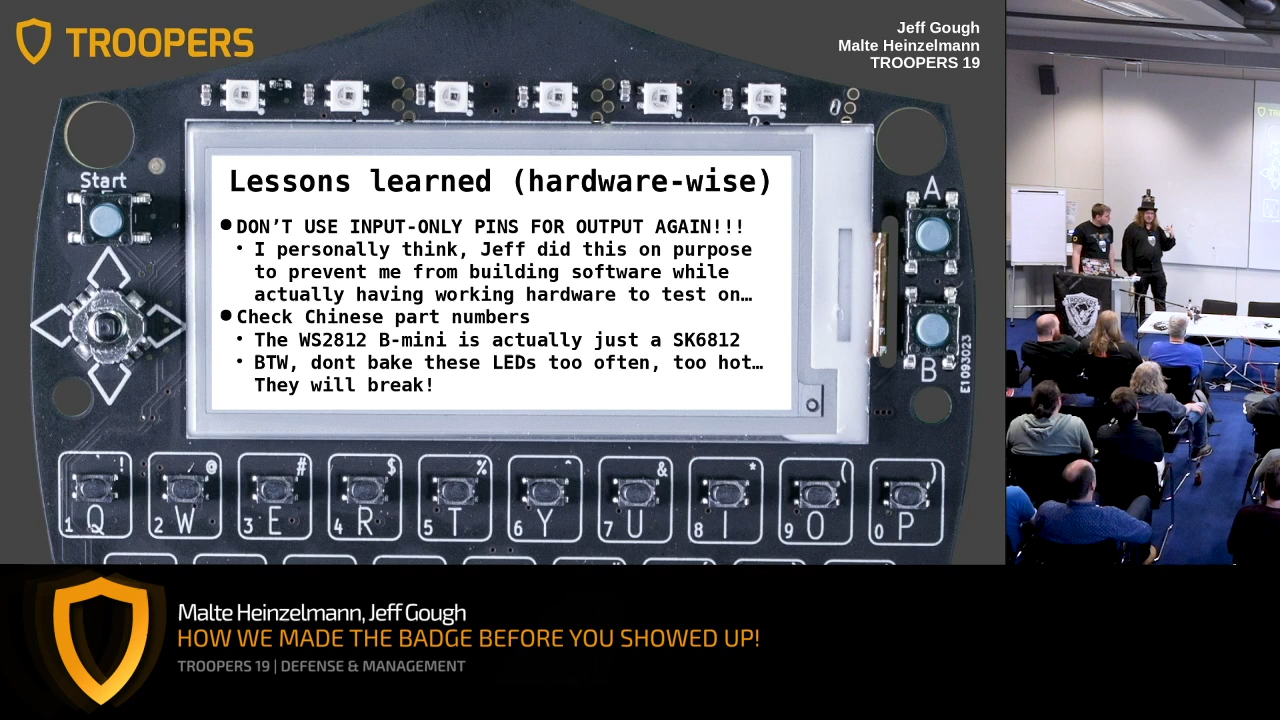 TROOPERS
Jeff Gough
Malte Heinzelmann
TROOPERS 19
Start
A
B
E1093023
Lessons learned (hardware-wise)
DON’T USE INPUT-ONLY PINS FOR OUTPUT AGAIN!!!
I personally think, Jeff did this on purpose
to prevent me from building software while
actually having working hardware to test on…
Check Chinese part numbers
The WS2812 B-mini is actually just a SK6812
BTW, dont bake these LEDs too often, too hot…
They will break!
! @ # $ % ^ & * ( )
1 Q 2 W 3 E 4 R 5 T 6 Y 7 U 8 I 9 O 0 P
TROOPERS
Malte Heinzelmann, Jeff Gough
HOW WE MADE THE BADGE BEFORE YOU SHOWED UP!
TROOPERS 19 | DEFENSE & MANAGEMENT